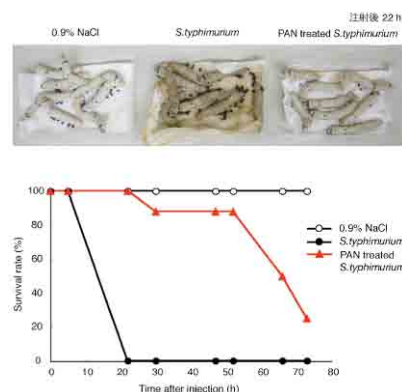 注射後 22 h
0.9% NaCl
S.typhimurium
PAN treated S.typhimurium
Survival rate (%)
100
80
60
40
20
0
0.9% NaCl
S.typhimurium
PAN treated
S.typhimurium
0 10 20 30 40 50 60 70 80
Time after injection (h)